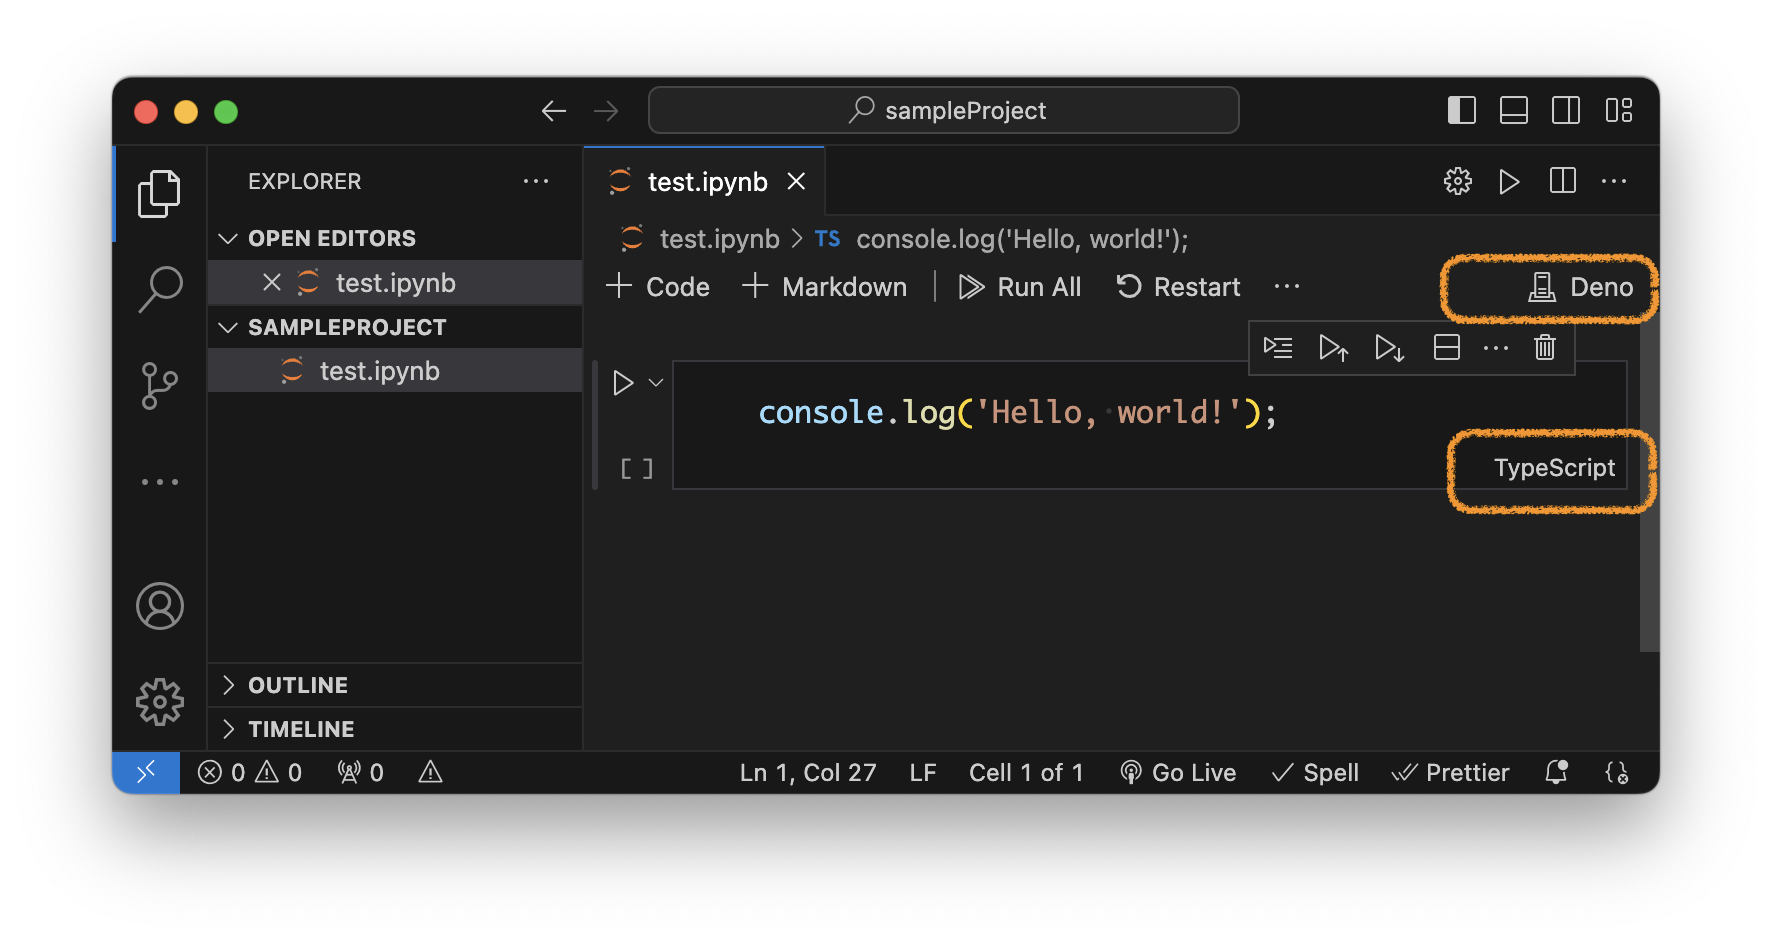 sampleProject
EXPLORER
OPEN EDITORS
test.ipynb
SAMPLEPROJECT
test.ipynb
OUTLINE
TIMELINE
test.ipynb
test.ipynb > TS console.log('Hello, world!');
+ Code + Markdown | Run All Restart ... Deno
console.log('Hello, world!');
[ ] TypeScript
0 0 0 Ln 1, Col 27 LF Cell 1 of 1 Go Live Spell Prettier